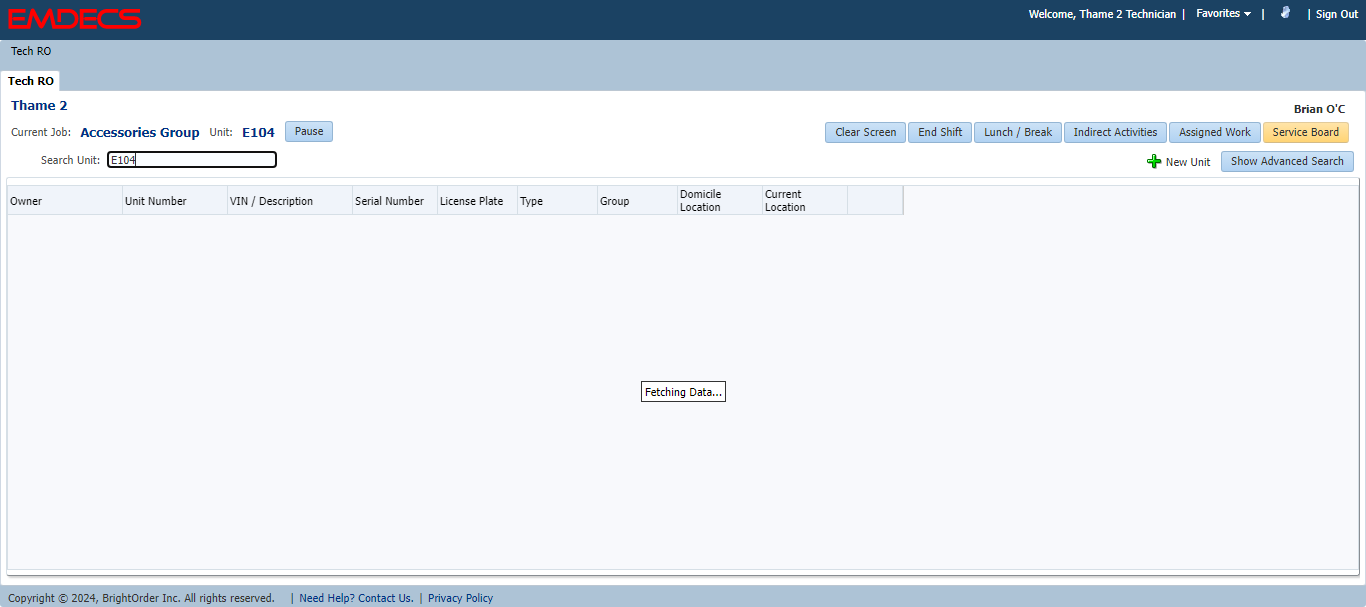 EMDECS
Welcome, Thame 2 Technician | Favorites | | Sign Out
Tech RO
Tech RO
Thame 2
Brian O'C
Current Job: Accessories Group Unit: E104 Pause
Clear Screen End Shift Lunch / Break Indirect Activities Assigned Work Service Board
Search Unit: E104
New Unit Show Advanced Search
Owner Unit Number VIN / Description Serial Number License Plate Type Group Domicile Location Current Location
Fetching Data...
Copyright © 2024, BrightOrder Inc. All rights reserved. | Need Help? Contact Us. | Privacy Policy